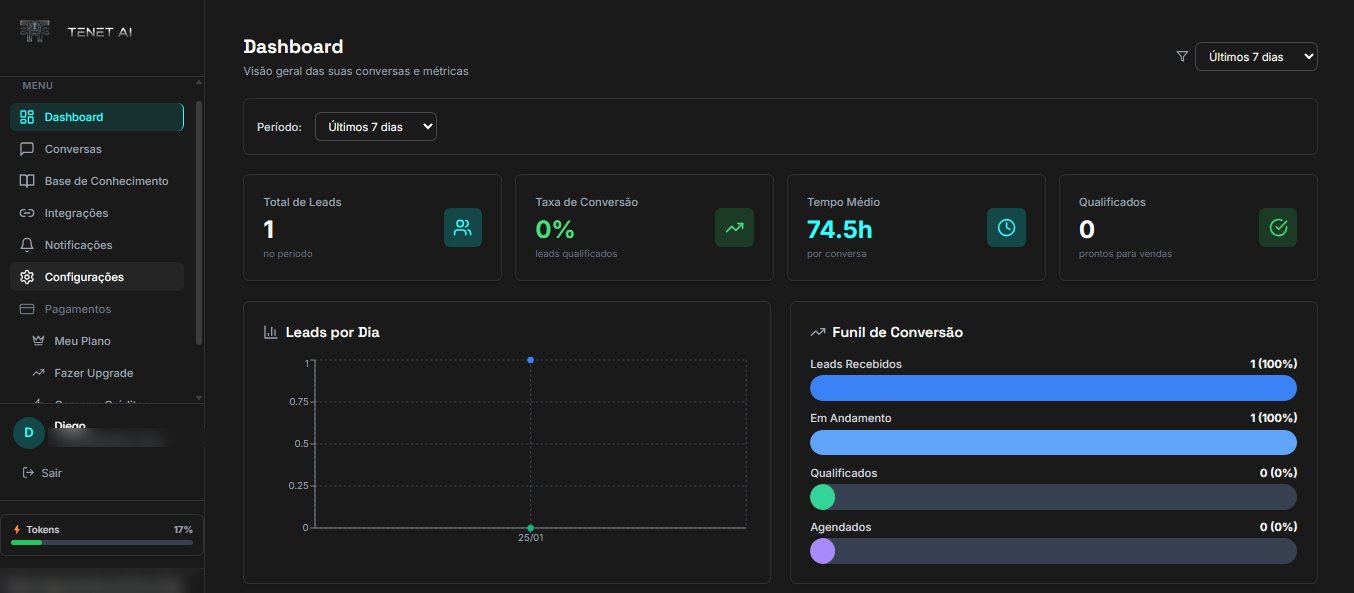 TENET AI
MENU
Dashboard
Conversas
Base de Conhecimento
Integrações
Notificações
Configurações
Pagamentos
Meu Plano
Fazer Upgrade
D
Diego
Sair
Tokens 17%
Dashboard
Visão geral das suas conversas e métricas
Últimos 7 dias
Período: Últimos 7 dias
Total de Leads
1
no período
Taxa de Conversão
0%
leads qualificados
Tempo Médio
74.5h
por conversa
Qualificados
0
prontos para vendas
Leads por Dia
1
0.75
0.5
0.25
0
25/01
Funil de Conversão
Leads Recebidos 1 (100%)
Em Andamento 1 (100%)
Qualificados 0 (0%)
Agendados 0 (0%)